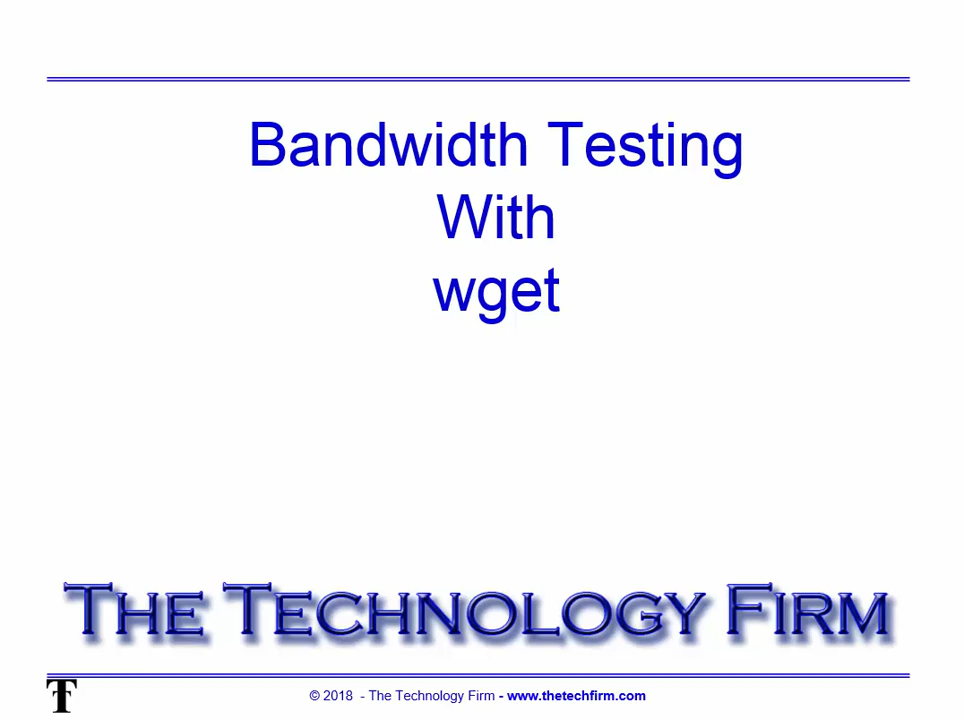 Bandwidth Testing
With
wget
THE TECHNOLOGY FIRM
© 2018 - The Technology Firm - www.thetechfirm.com